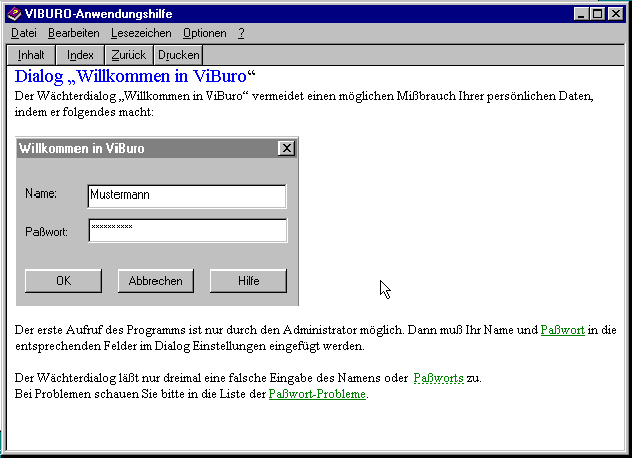 VIBURO-Anwendungshilfe
Datei Bearbeiten Lesezeichen Optionen ?
Inhalt Index Zurück Drucken
Dialog „Willkommen in ViBuro“
Der Wächterdialog „Willkommen in ViBuro“ vermeidet einen möglichen Mißbrauch Ihrer persönlichen Daten,
indem er folgendes macht:
Willkommen in ViBuro
Name: Mustermann
Paßwort: **********
OK Abbrechen Hilfe
Der erste Aufruf des Programms ist nur durch den Administrator möglich. Dann muß Ihr Name und Paßwort in die
entsprechenden Felder im Dialog Einstellungen eingefügt werden.
Der Wächterdialog läßt nur dreimal eine falsche Eingabe des Namens oder Paßworts zu.
Bei Problemen schauen Sie bitte in die Liste der Paßwort-Probleme.